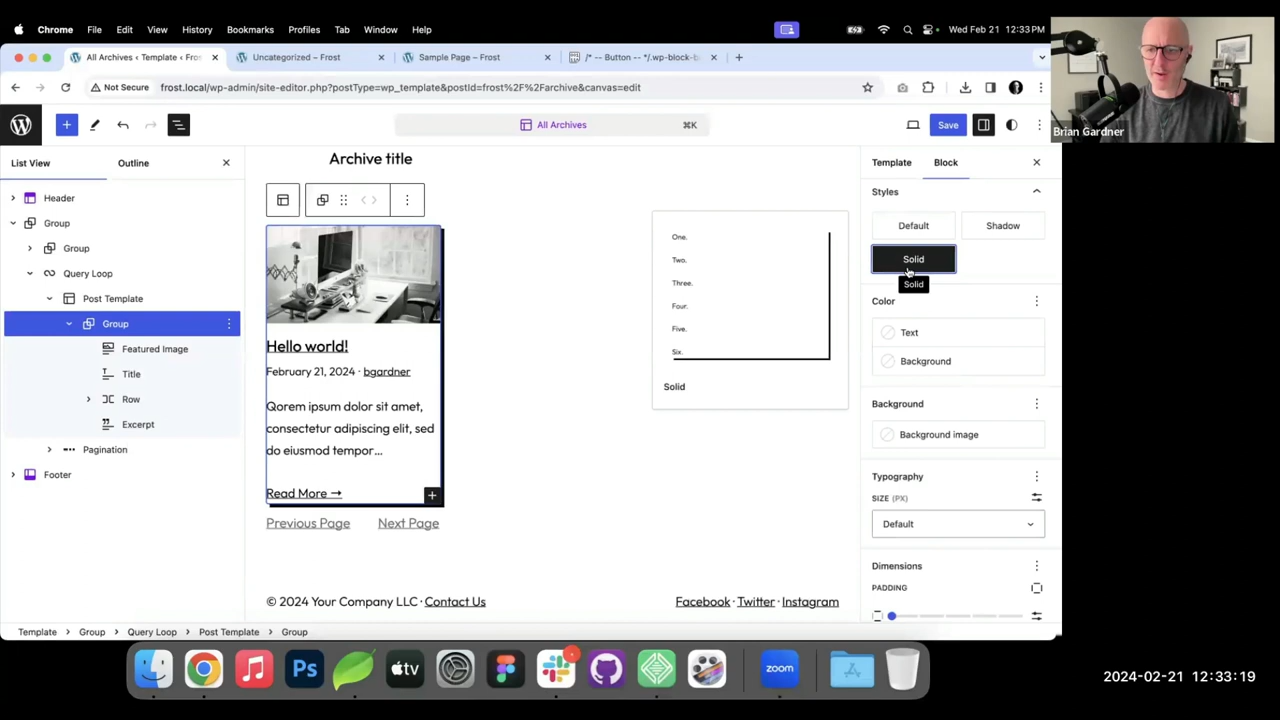 Chrome File Edit View History Bookmarks Profiles Tab Window Help
Wed Feb 21 12:33 PM
All Archives ‹ Template ‹ Fros
Uncategorized – Frost
Sample Page – Frost
/* -- Button -- */.wp-block-b
Not Secure
frost.local/wp-admin/site-editor.php?postType=wp_template&postId=frost%2F%2Farchive&canvas=edit
Brian Gardner
All Archives
⌘K
Save
List View
Outline
Header
Group
Group
Query Loop
Post Template
Group
Featured Image
Title
Row
Excerpt
Pagination
Footer
Archive title
Hello world!
February 21, 2024 · bgardner
Qorem ipsum dolor sit amet,
consectetur adipiscing elit, sed
do eiusmod tempor…
Read More →
Previous Page
Next Page
One.
Two.
Three.
Four.
Five.
Six.
Solid
© 2024 Your Company LLC · Contact Us
Facebook · Twitter · Instagram
Template
Block
Styles
Default
Shadow
Solid
Solid
Color
Text
Background
Background
Background image
Typography
SIZE (PX)
Default
Dimensions
PADDING
Template › Group › Query Loop › Post Template › Group
Ps
tv
zoom
2024-02-21 12:33:19